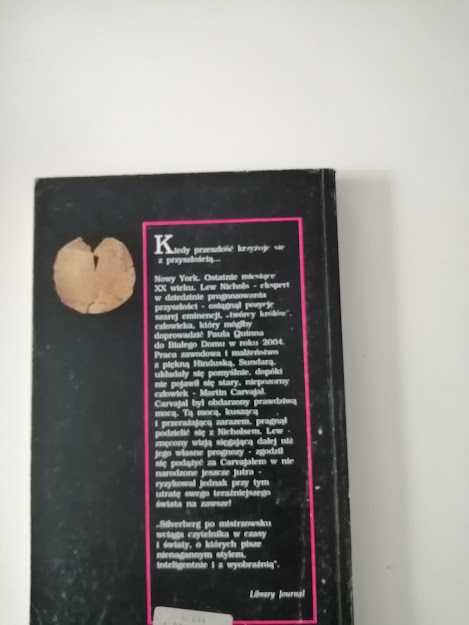 Kiedy przeszłość krzyżuje się
z przyszłością...
Nowy York. Ostatnie miesiące
XX wieku. Lew Nichols - ekspert
w dziedzinie prognozowania
przyszłości - osiągnął pozycję
szarej eminencji, „twórcy królów",
człowieka, który mógłby
doprowadzić Paula Quinna
do Białego Domu w roku 2004.
Praca zawodowa i małżeństwo
z piękną Hinduską, Sundarą,
układały się pomyślnie, dopóki
nie pojawił się stary, niepozorny
człowiek - Martin Carvajal.
Carvajal był obdarzony prawdziwą
mocą. Tą mocą, kuszącą
i przerażającą zarazem, pragnął
podzielić się z Nicholsem. Lew -
znęcony wizją sięgającą dalej niż
jego własne prognozy - zgodził
się podążyć za Carvajalem w nie
narodzone jeszcze jutra -
ryzykował jednak przy tym
utratę swego teraźniejszego
świata na zawsze!
„Silverberg po mistrzowsku
wciąga czytelnika w czasy
i światy, o których pisze
nienagannym stylem,
inteligentnie i z wyobraźnią".
Library Journal